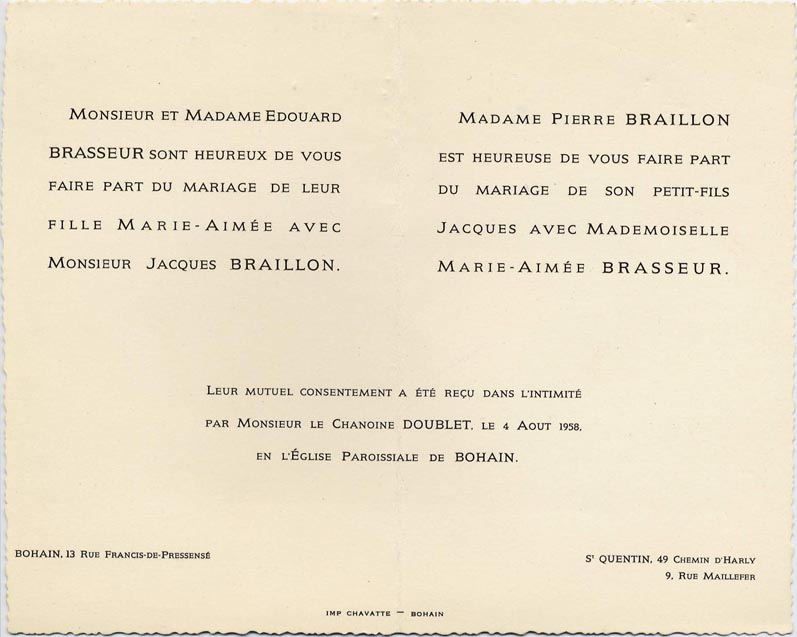 Monsieur et Madame Edouard
BRASSEUR sont heureux de vous
faire part du mariage de leur
fille Marie-Aimée avec
Monsieur Jacques BRAILLON.
Madame Pierre BRAILLON
est heureuse de vous faire part
du mariage de son petit-fils
Jacques avec Mademoiselle
Marie-Aimée BRASSEUR.
Leur mutuel consentement a été reçu dans l'intimité
par Monsieur le Chanoine DOUBLET, le 4 Aout 1958,
en l'Église Paroissiale de BOHAIN.
BOHAIN, 13 Rue Francis-de-Pressensé
St QUENTIN, 49 Chemin d'Harly
9, Rue Maillefer
IMP CHAVATTE — BOHAIN